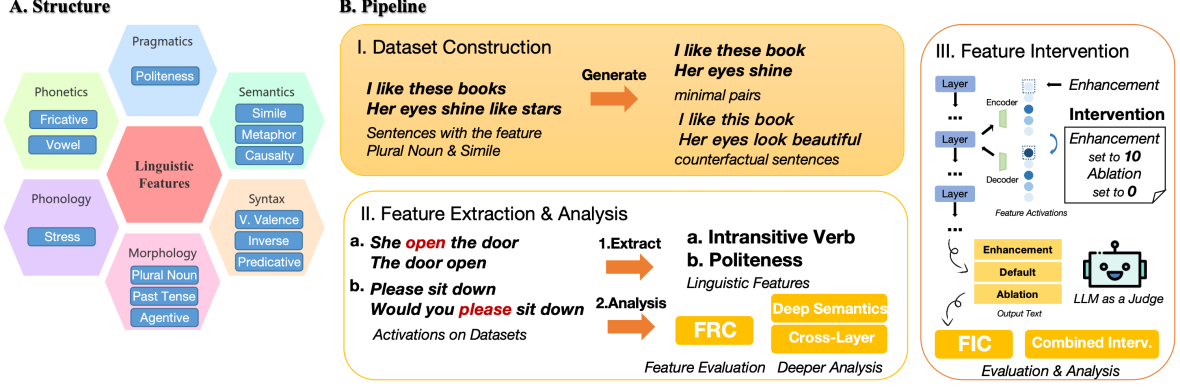 A. Structure
Pragmatics
Politeness
Phonetics
Fricative
Vowel
Semantics
Simile
Metaphor
Causalty
Linguistic
Features
Phonology
Stress
Syntax
V. Valence
Inverse
Predicative
Morphology
Plural Noun
Past Tense
Agentive
B. Pipeline
I. Dataset Construction
I like these books
Her eyes shine like stars
Sentences with the feature
Plural Noun & Simile
Generate
I like these book
Her eyes shine
minimal pairs
I like this book
Her eyes look beautiful
counterfactual sentences
II. Feature Extraction & Analysis
a. She open the door
The door open
b. Please sit down
Would you please sit down
Activations on Datasets
1.Extract
2.Analysis
a. Intransitive Verb
b. Politeness
Linguistic Features
FRC
Deep Semantics
Cross-Layer
Feature Evaluation
Deeper Analysis
III. Feature Intervention
Layer
...
Layer
...
Layer
...
Encoder
Decoder
Enhancement
Intervention
Enhancement
set to 10
Ablation
set to 0
Feature Activations
Enhancement
Default
Ablation
Output Text
LLM as a Judge
FIC
Combined Interv.
Evaluation & Analysis